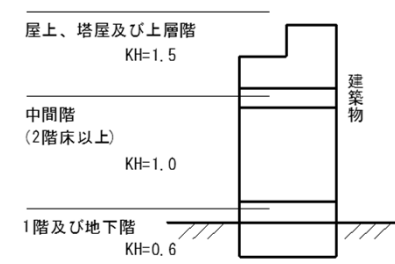 屋上、塔屋及び上層階
KH=1.5
建築物
中間階
(2階床以上)
KH=1.0
1階及び地下階
KH=0.6